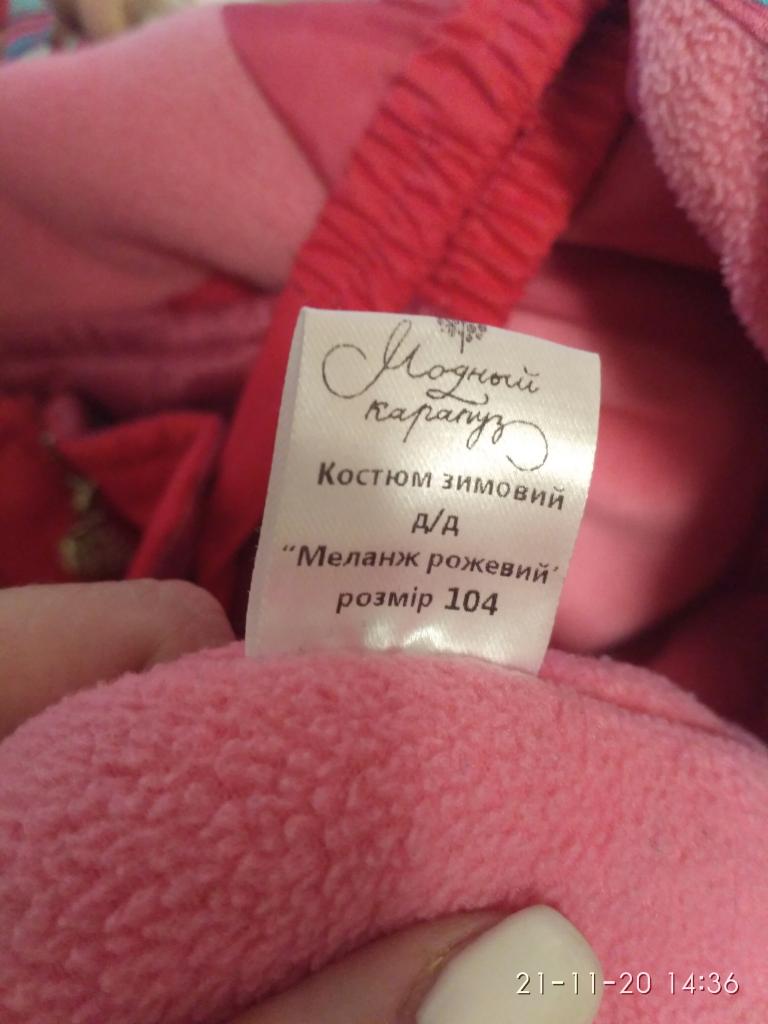 Модный
карапуз
Костюм зимовий
д/д
“Меланж рожевий'
розмір 104
21-11-20 14:36